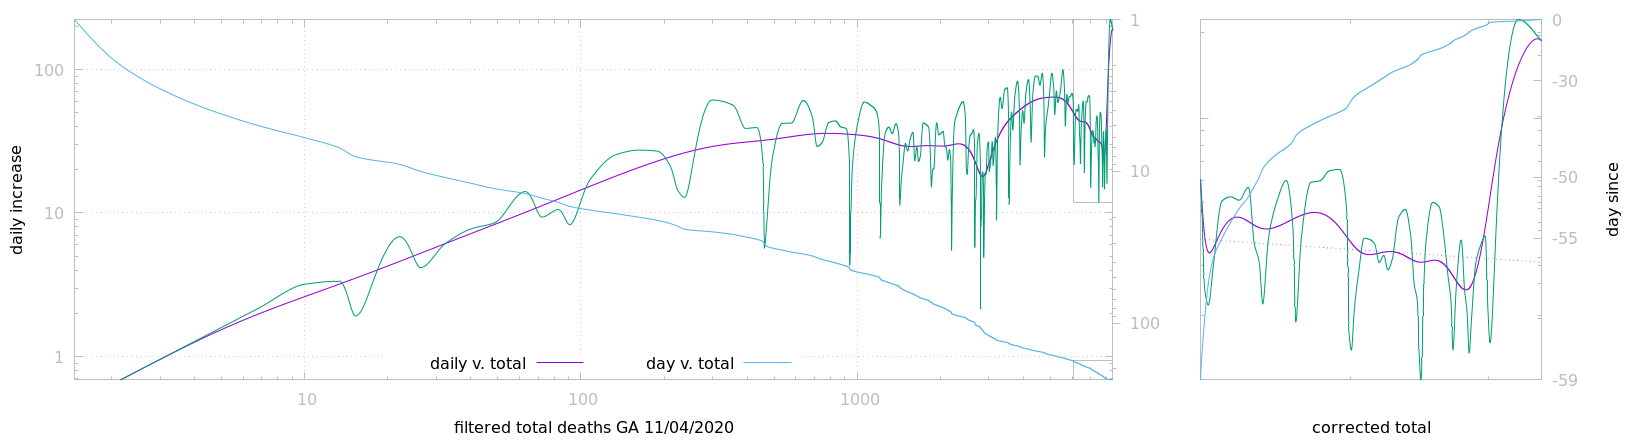 daily increase
100
10
1
10
100
1000
filtered total deaths GA 11/04/2020
daily v. total
day v. total
1
10
100
0
-30
-50
-55
-59
day since
corrected total